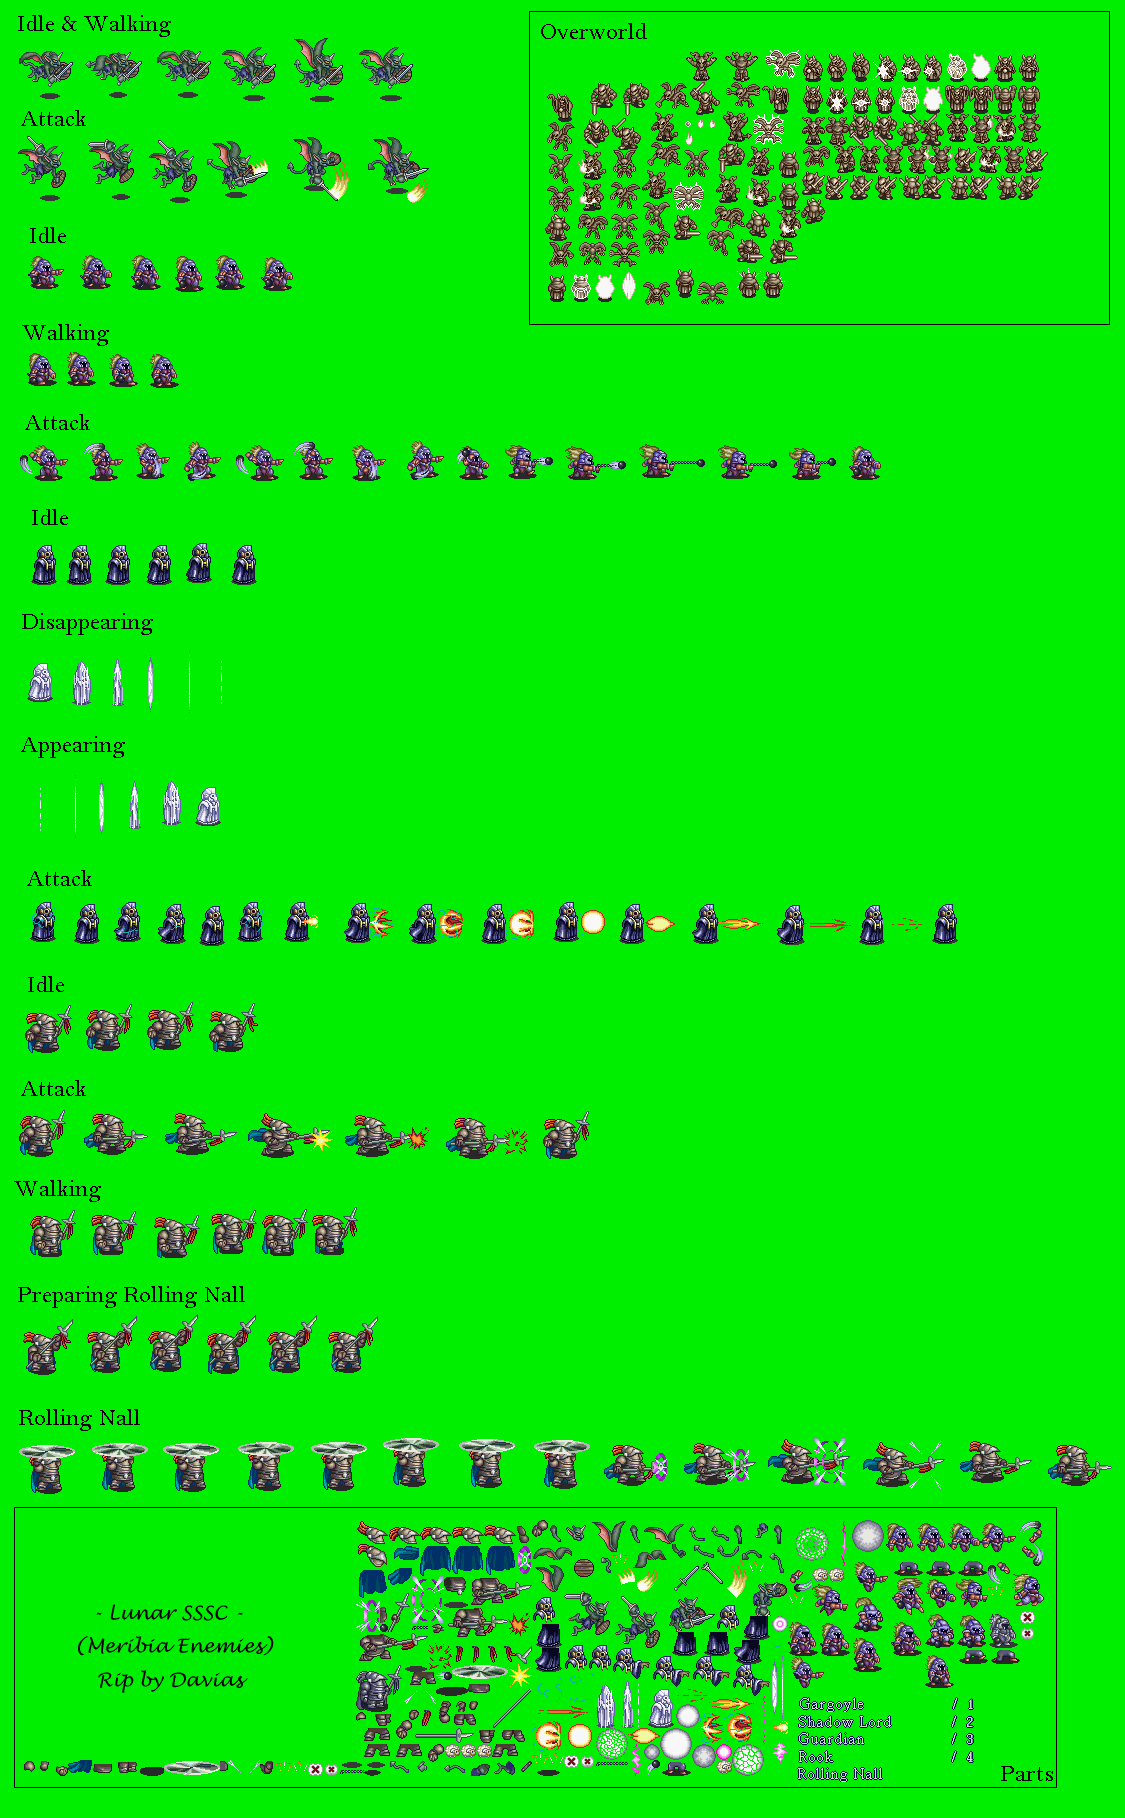 Idle & Walking
Overworld
Attack
Idle
Walking
Attack
Idle
Disappearing
Appearing
Attack
Idle
Attack
Walking
Preparing Rolling Nall
Rolling Nall
- Lunar SSSC -
(Meribia Enemies)
Rip by Davias
Gargoyle / 1
Shadow Lord / 2
Guardian / 3
Rook / 4
Rolling Nall
Parts